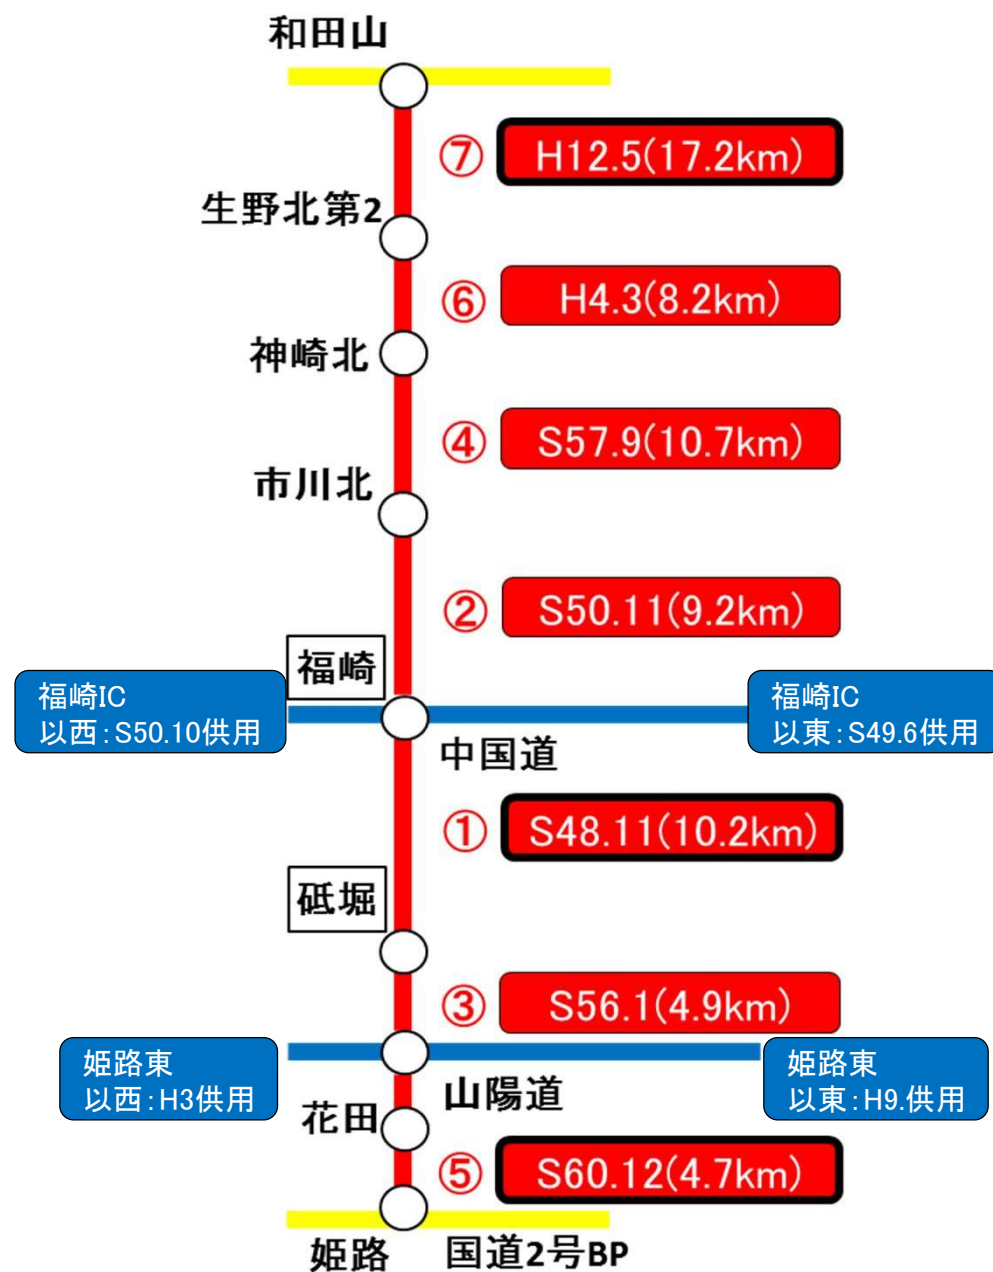 和田山
⑦ H12.5(17.2km)
生野北第2
⑥ H4.3(8.2km)
神崎北
④ S57.9(10.7km)
市川北
② S50.11(9.2km)
福崎
福崎IC
以西:S50.10供用
福崎IC
以東:S49.6供用
中国道
① S48.11(10.2km)
砥堀
③ S56.1(4.9km)
姫路東
以西:H3供用
姫路東
以東:H9.供用
山陽道
花田
⑤ S60.12(4.7km)
姫路
国道2号BP